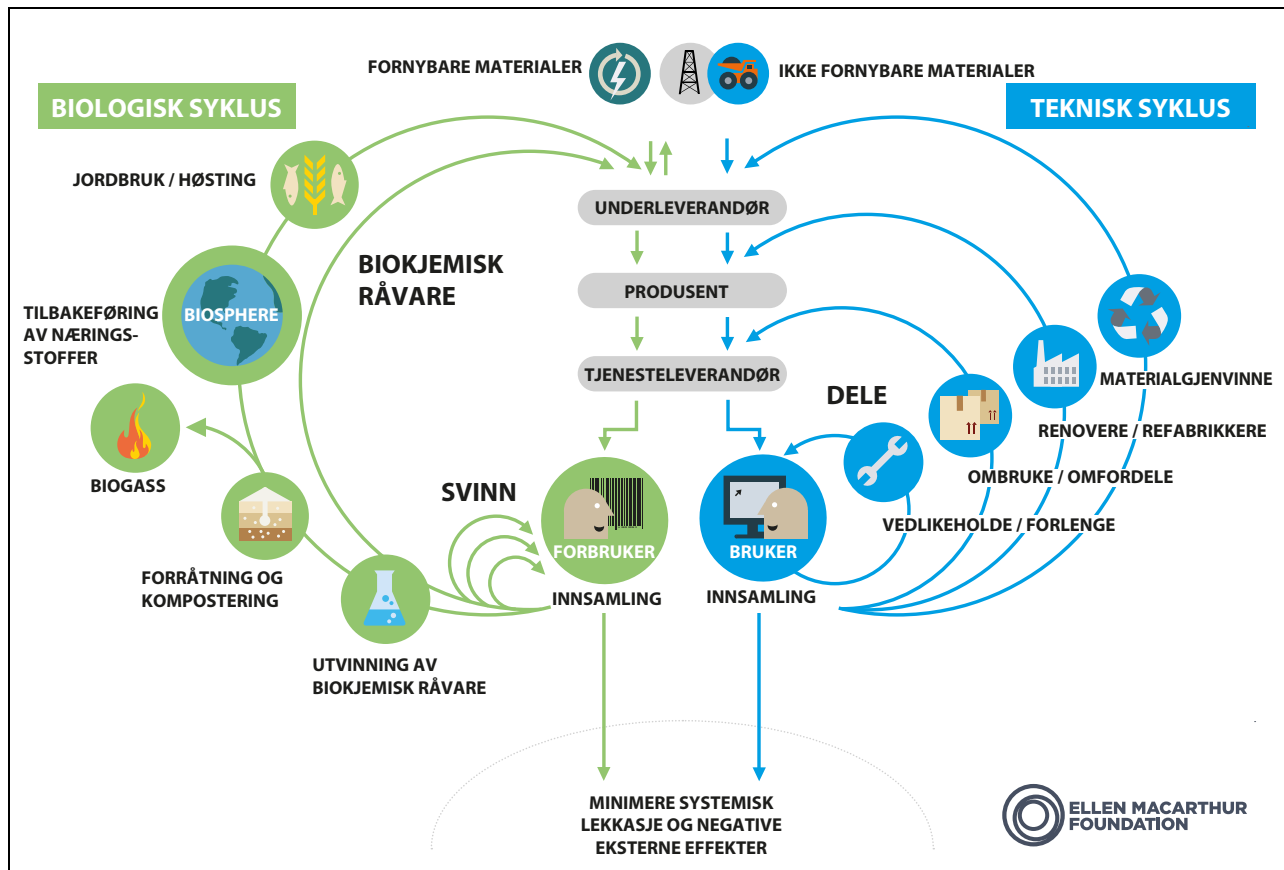 FORNYBARE MATERIALER
IKKE FORNYBARE MATERIALER
BIOLOGISK SYKLUS
TEKNISK SYKLUS
JORDBRUK / HØSTING
UNDERLEVERANDØR
BIOKJEMISK
RÅVARE
PRODUSENT
BIOSPHERE
TILBAKEFØRING
AV NÆRINGS-
STOFFER
TJENESTELEVERANDØR
MATERIALGJENVINNE
DELE
RENOVERE / REFABRIKKERE
BIOGASS
OMBRUKE / OMFORDELE
SVINN
VEDLIKEHOLDE / FORLENGE
FORBRUKER
BRUKER
FORRÅTNING OG
KOMPOSTERING
INNSAMLING
INNSAMLING
UTVINNING AV
BIOKJEMISK RÅVARE
MINIMERE SYSTEMISK
LEKKASJE OG NEGATIVE
EKSTERNE EFFEKTER
ELLEN MACARTHUR
FOUNDATION